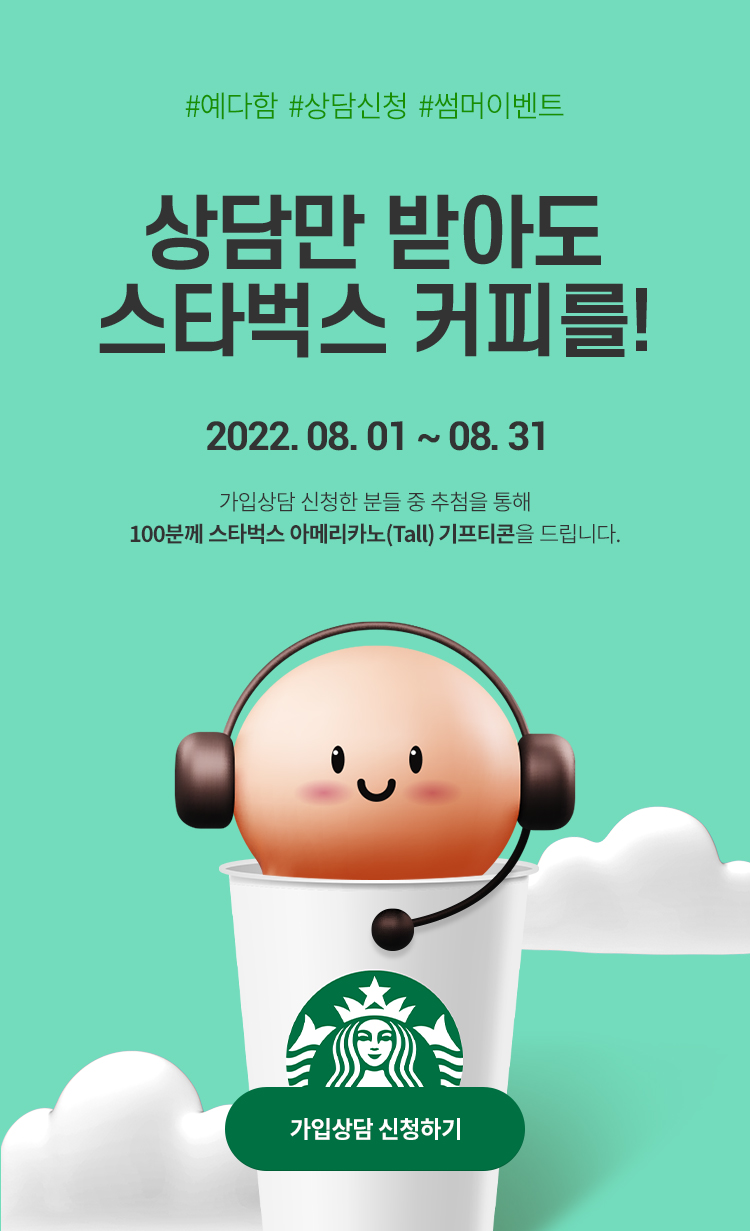 #예다함 #상담신청 #썸머이벤트
상담만 받아도
스타벅스 커피를!
2022. 08. 01 ~ 08. 31
가입상담 신청한 분들 중 추첨을 통해
100분께 스타벅스 아메리카노(Tall) 기프티콘을 드립니다.
가입상담 신청하기